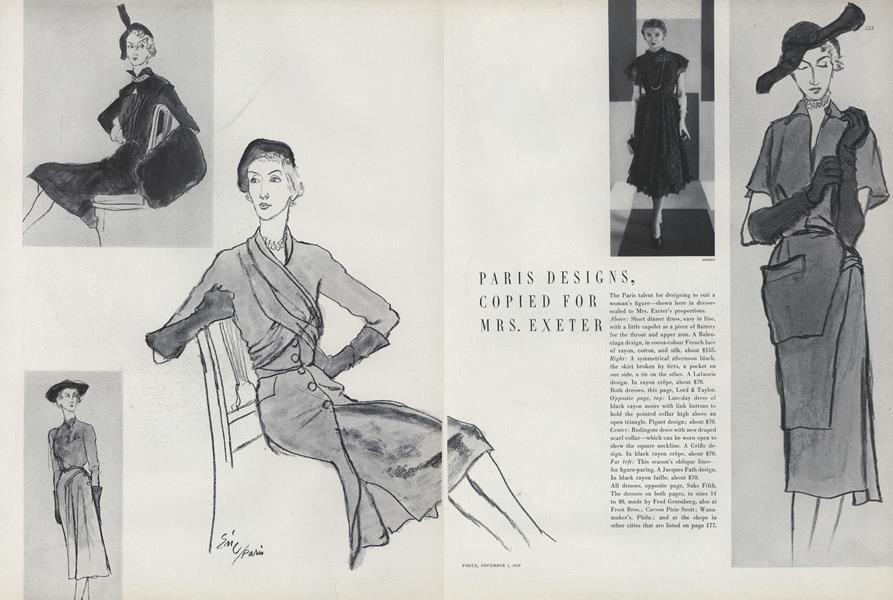 153
PARIS DESIGNS,
COPIED FOR
MRS. EXETER
The Paris talent for designing to suit a
woman's figure—shown here in dresses
scaled to Mrs. Exeter's proportions.
Above: Short dinner dress, easy in line,
with a little capelet as a piece of flattery
for the throat and upper arm. A Balen-
ciaga design, in cocoa-colour French lace
of rayon, cotton, and silk, about $155.
Right: A symmetrical afternoon black,
the skirt broken by tiers, a pocket on
one side, a tie on the other. A Lafaurie
design. In rayon crêpe, about $70.
Both dresses, this page, Lord & Taylor.
Opposite page, top: Late-day dress of
black rayon moire with link buttons to
hold the pointed collar high above an
open triangle. Piguet design; about $70.
Centre: Redingote dress with new draped
scarf collar—which can be worn open to
show the square neckline. A Griffe de-
sign. In black rayon crêpe, about $70.
Far left: This season's oblique lines—
for figure-paring. A Jacques Fath design.
In black rayon faille, about $70.
All dresses, opposite page, Saks Fifth.
The dresses on both pages, in sizes 14
to 40, made by Fred Greenberg, also at
Frost Bros.; Carson Pirie Scott; Wana-
maker's, Phila.; and at the shops in
other cities that are listed on page 177.
Eric/Paris
VOGUE, NOVEMBER 1, 1950